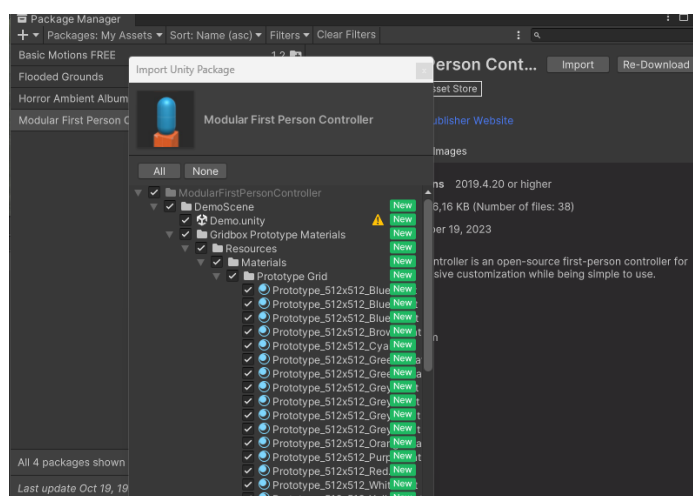 Package Manager
+ Packages: My Assets Sort: Name (asc) Filters Clear Filters
Basic Motions FREE 1.2
Flooded Grounds
Horror Ambient Album
Modular First Person C
Import Unity Package
Modular First Person Controller
All None
ModularFirstPersonController
DemoScene New
Demo.unity New
Gridbox Prototype Materials New
Resources New
Materials New
Prototype Grid New
Prototype_512x512_Blue New
Prototype_512x512_Blue New
Prototype_512x512_Blue New
Prototype_512x512_Brow New
Prototype_512x512_Cya New
Prototype_512x512_Gree New
Prototype_512x512_Gree New
Prototype_512x512_Grey New
Prototype_512x512_Grey New
Prototype_512x512_Grey New
Prototype_512x512_Grey New
Prototype_512x512_Oran New
Prototype_512x512_Purp New
Prototype_512x512_Red. New
Prototype_512x512_Whit New
New
erson Cont... Import Re-Download
sset Store
ublisher Website
Images
ns 2019.4.20 or higher
6,16 KB (Number of files: 38)
er 19, 2023
ntroller is an open-source first-person controller for
sive customization while being simple to use.
All 4 packages shown
Last update Oct 19, 19